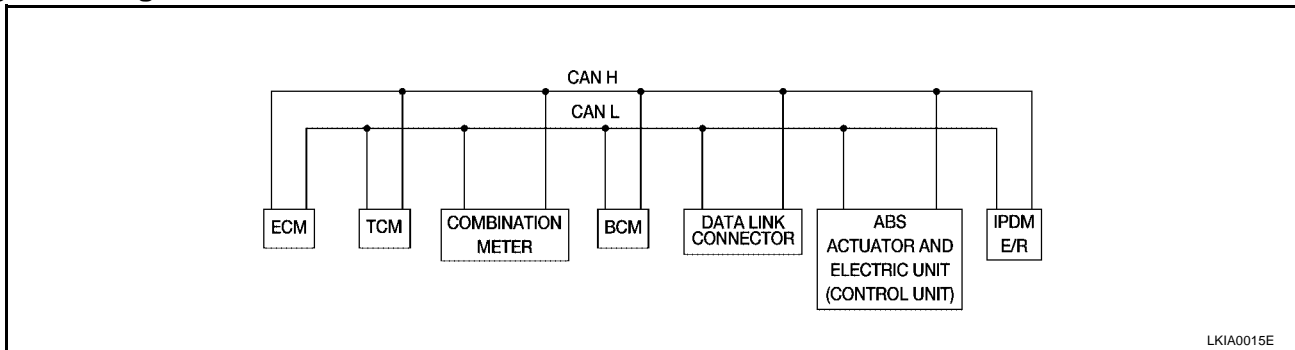 CAN H
CAN L
ECM
TCM
COMBINATION
METER
BCM
DATA LINK
CONNECTOR
ABS
ACTUATOR AND
ELECTRIC UNIT
(CONTROL UNIT)
IPDM
E/R
LKIA0015E